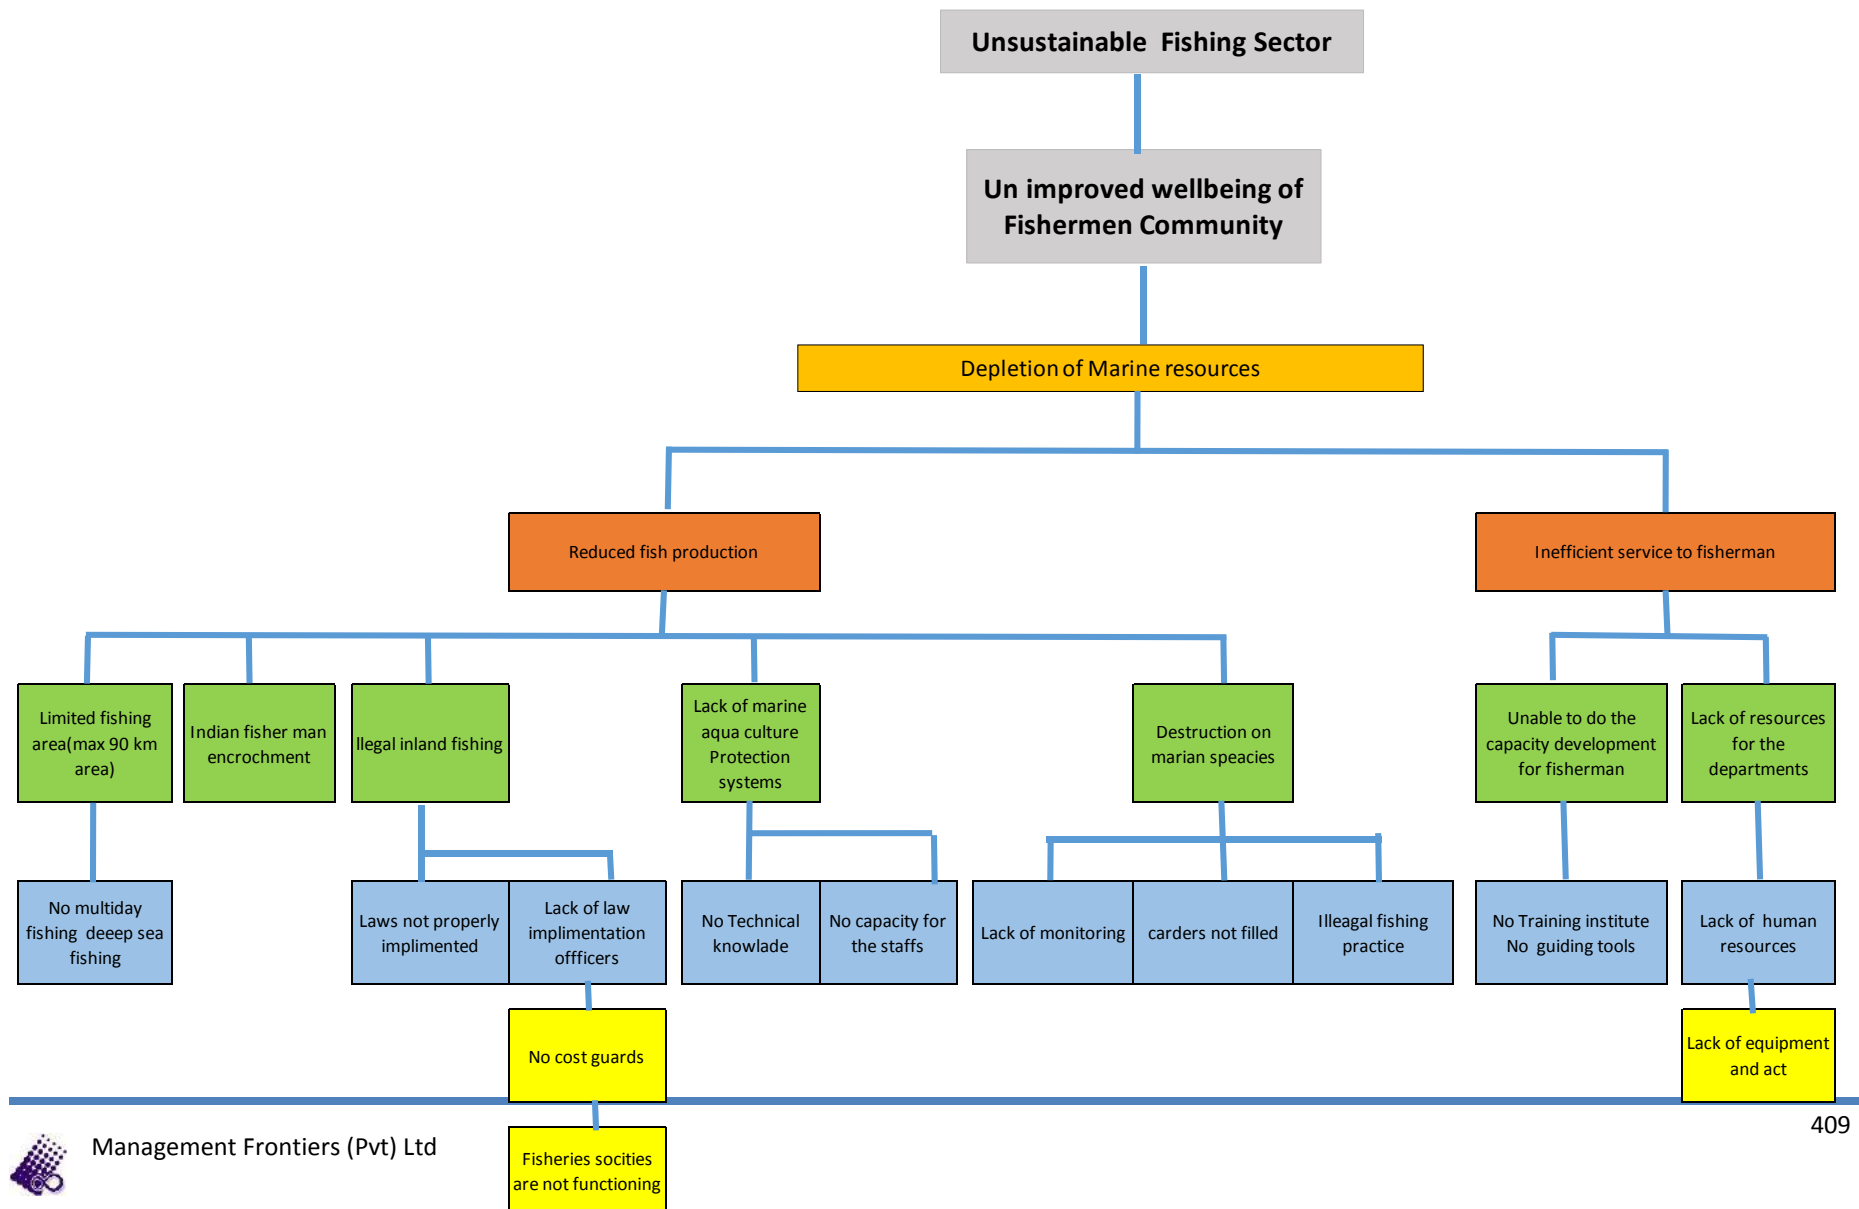 Unsustainable Fishing Sector
Un improved wellbeing of
Fishermen Community
Depletion of Marine resources
Reduced fish production
Inefficient service to fisherman
Limited fishing
area(max 90 km
area)
Indian fisher man
encrochment
llegal inland fishing
Lack of marine
aqua culture
Protection
systems
Destruction on
marian speacies
Unable to do the
capacity development
for fisherman
Lack of resources
for the
departments
No multiday
fishing deeep sea
fishing
Laws not properly
implimented
Lack of law
implimentation
offficers
No Technical
knowlade
No capacity for
the staffs
Lack of monitoring
carders not filled
Illeagal fishing
practice
No Training institute
No guiding tools
Lack of human
resources
No cost guards
Lack of equipment
and act
Fisheries socities
are not functioning
Management Frontiers (Pvt) Ltd
409